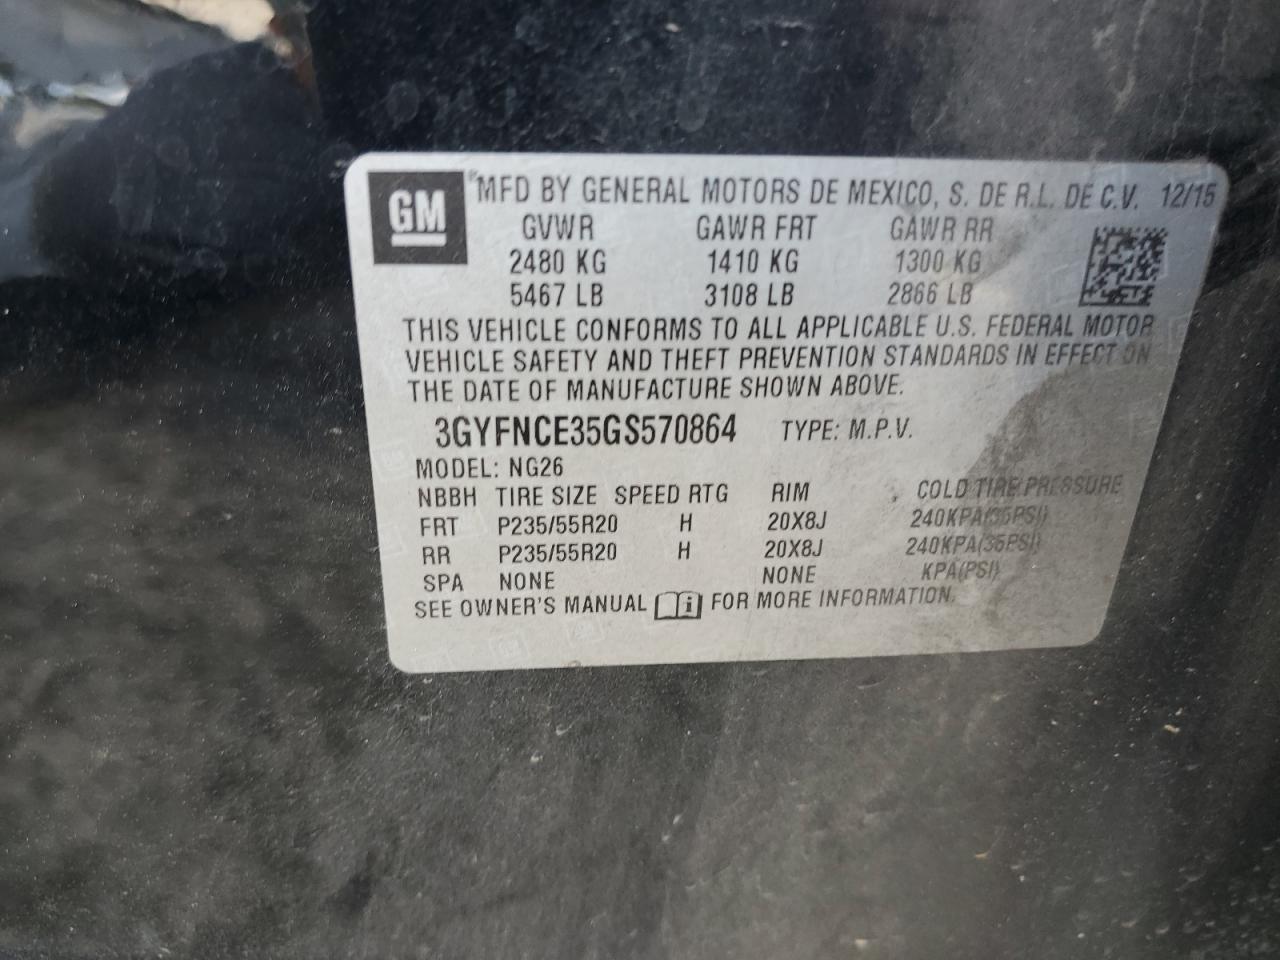 GM
MFD BY GENERAL MOTORS DE MEXICO, S. DE R.L. DE C.V. 12/15
GVWR GAWR FRT GAWR RR
2480 KG 1410 KG 1300 KG
5467 LB 3108 LB 2866 LB
THIS VEHICLE CONFORMS TO ALL APPLICABLE U.S. FEDERAL MOTOR
VEHICLE SAFETY AND THEFT PREVENTION STANDARDS IN EFFECT ON
THE DATE OF MANUFACTURE SHOWN ABOVE.
3GYFNCE35GS570864 TYPE: M.P.V.
MODEL: NG26
NBBH TIRE SIZE SPEED RTG RIM COLD TIRE PRESSURE
FRT P235/55R20 H 20X8J 240KPA(35PSI)
RR P235/55R20 H 20X8J 240KPA(35PSI)
SPA NONE NONE KPA(PSI)
SEE OWNER'S MANUAL FOR MORE INFORMATION.